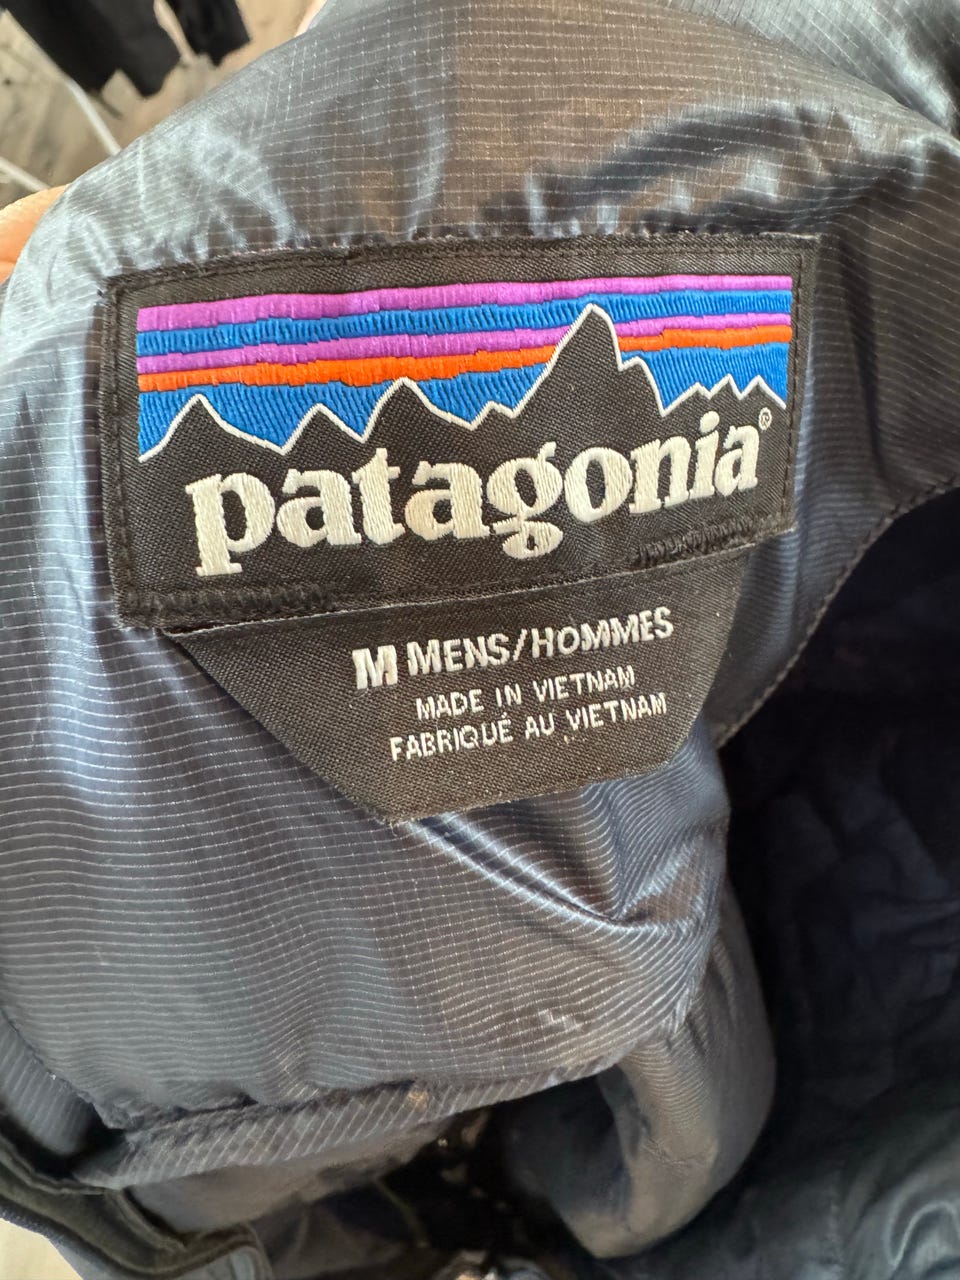 patagonia®
M MENS/HOMMES
MADE IN VIETNAM
FABRIQUÉ AU VIETNAM